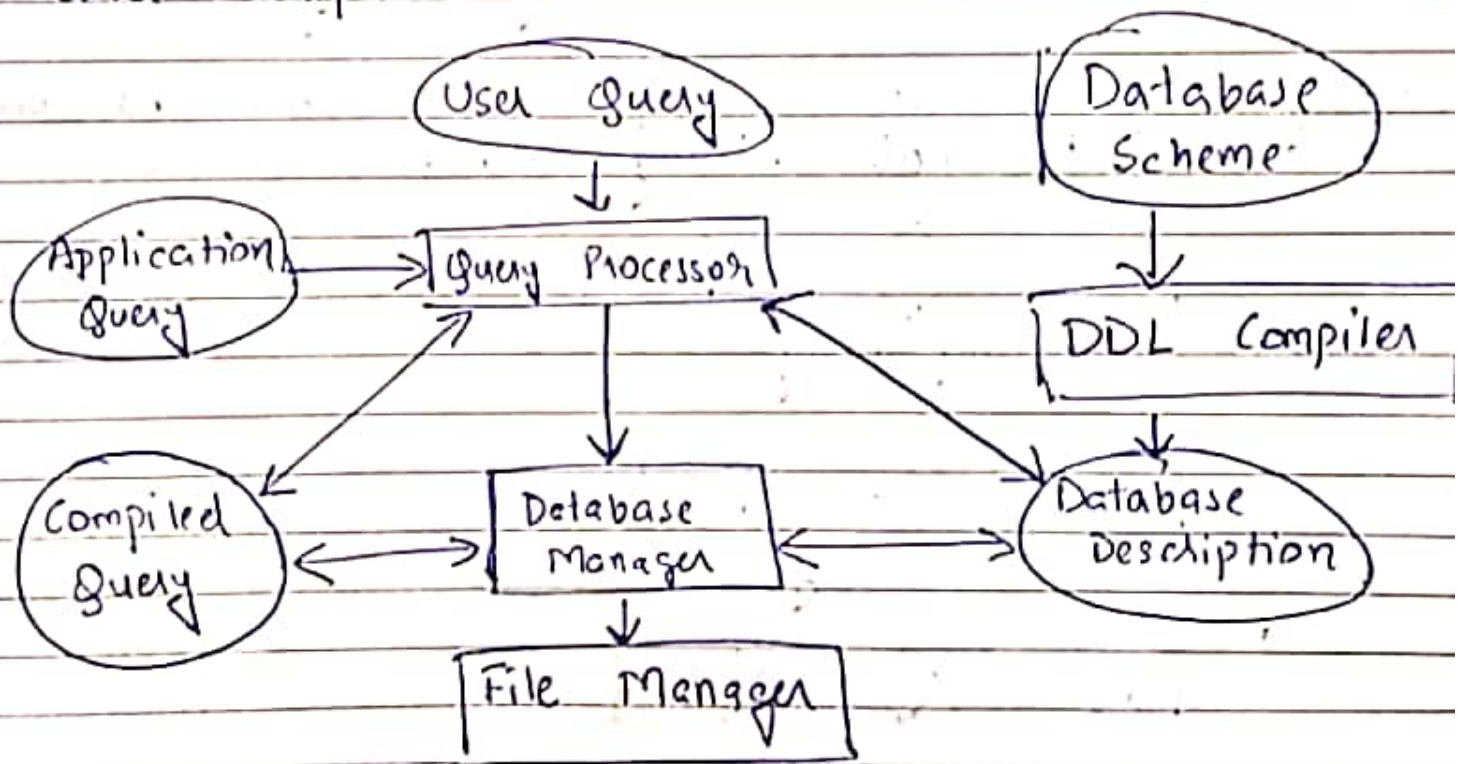 User Query
Database
Scheme
Application
Query
Query Processor
DDL Compiler
Compiled
Query
Database
Manager
Database
Description
File Manager